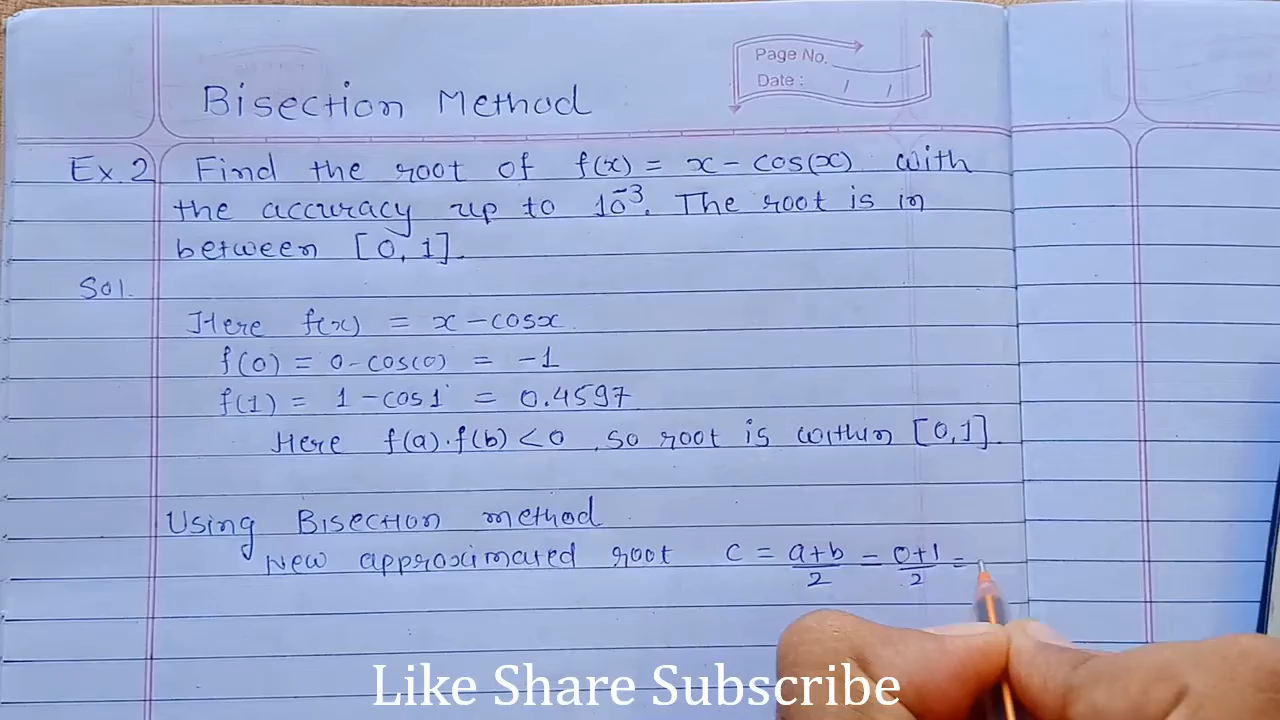 Page No.
Date : / /
Bisection Method
Ex. 2 Find the root of f(x) = x - cos(x) with
the accuracy up to 10⁻³. The root is in
between [0, 1].
Sol.
Here f(x) = x - cosx.
f(0) = 0 - cos(0) = -1
f(1) = 1 - cos1 = 0.4597
Here f(a).f(b) < 0, so root is within [0,1].
Using Bisection method
New approximated root c = a+b/2 = 0+1/2 =
Like Share Subscribe